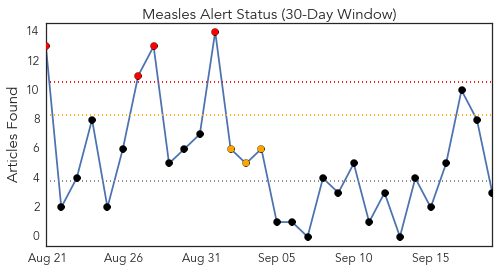 Measles Alert Status (30-Day Window)
Articles Found
14
12
10
8
6
4
2
0
Aug 21
Aug 26
Aug 31
Sep 05
Sep 10
Sep 15